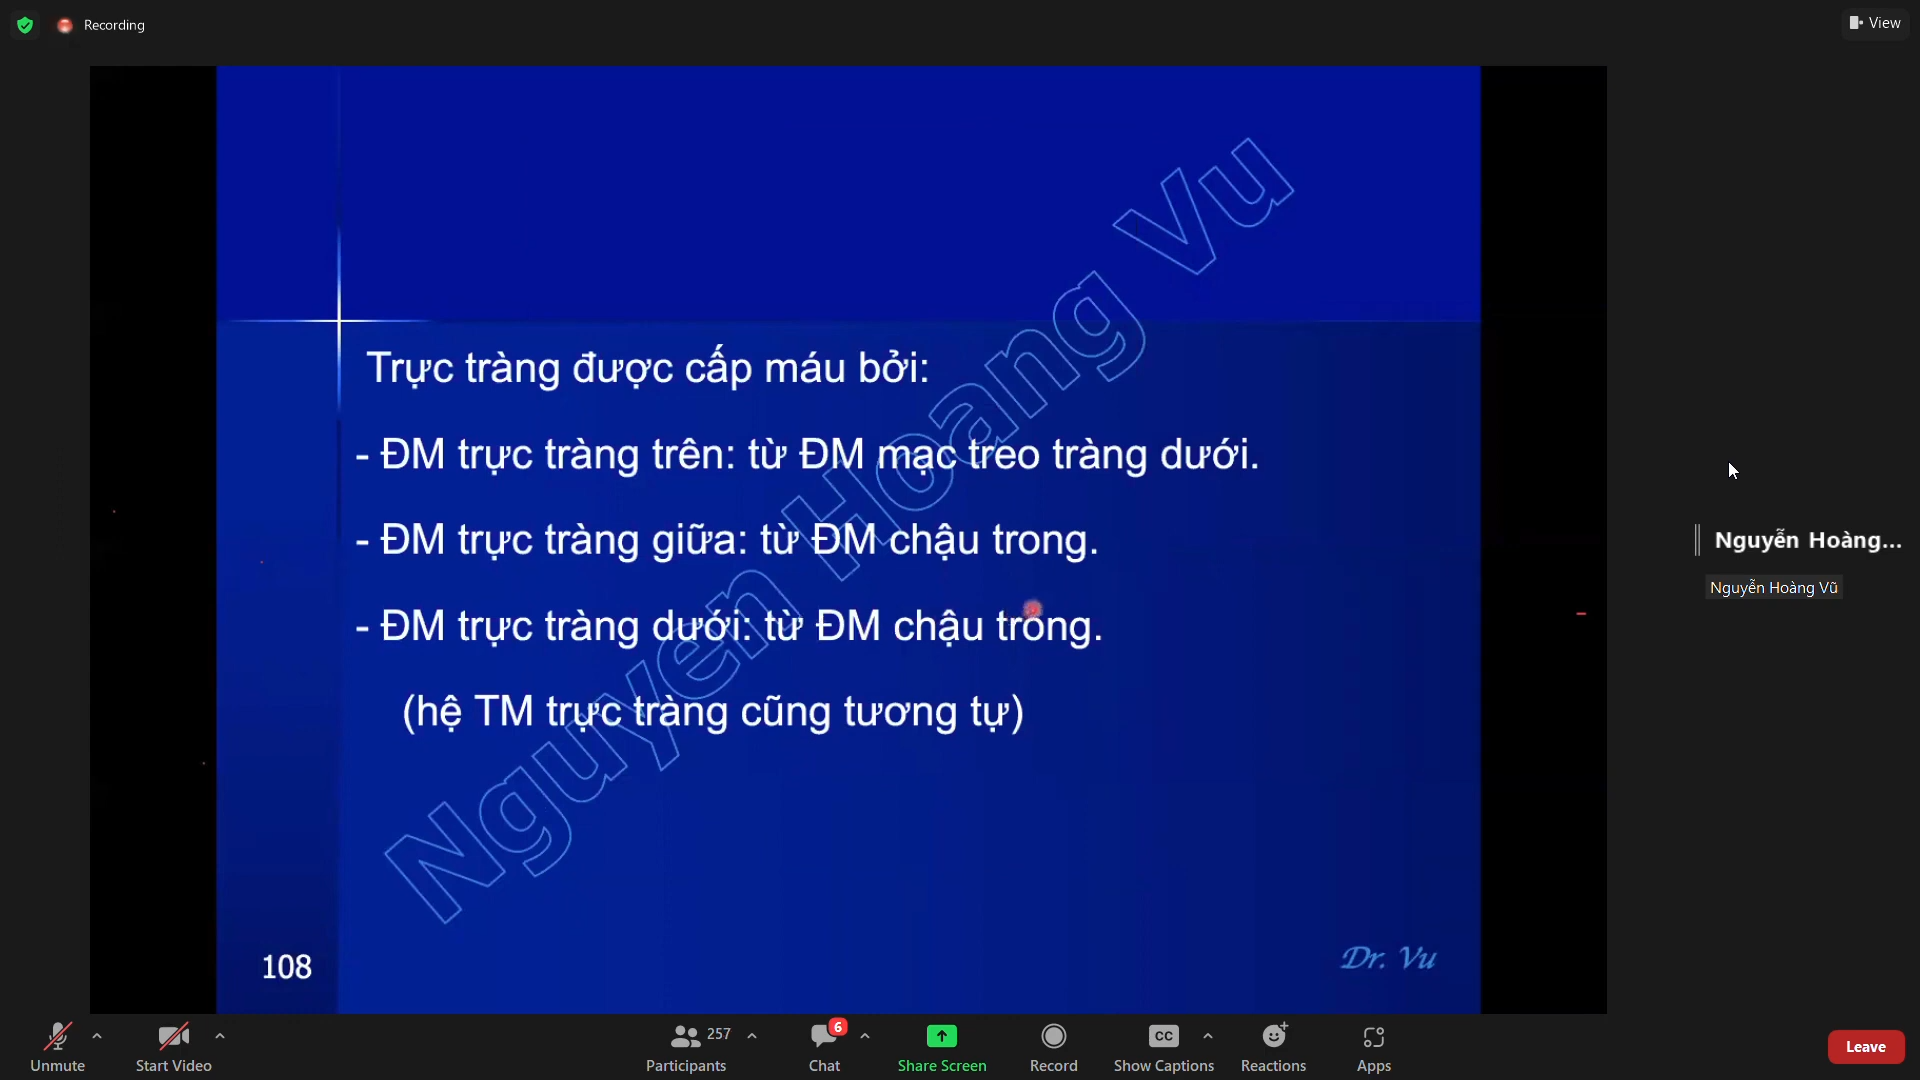 Recording
View
Nguyen Hoang Vu
Trực tràng được cấp máu bởi:
- ĐM trực tràng trên: từ ĐM mạc treo tràng dưới.
- ĐM trực tràng giữa: từ ĐM chậu trong.
- ĐM trực tràng dưới: từ ĐM chậu trong.
(hệ TM trực tràng cũng tương tự)
108
Dr. Vu
Nguyễn Hoàng...
Nguyễn Hoàng Vũ
Unmute
Start Video
257
Participants
6
Chat
Share Screen
Record
CC
Show Captions
Reactions
Apps
Leave